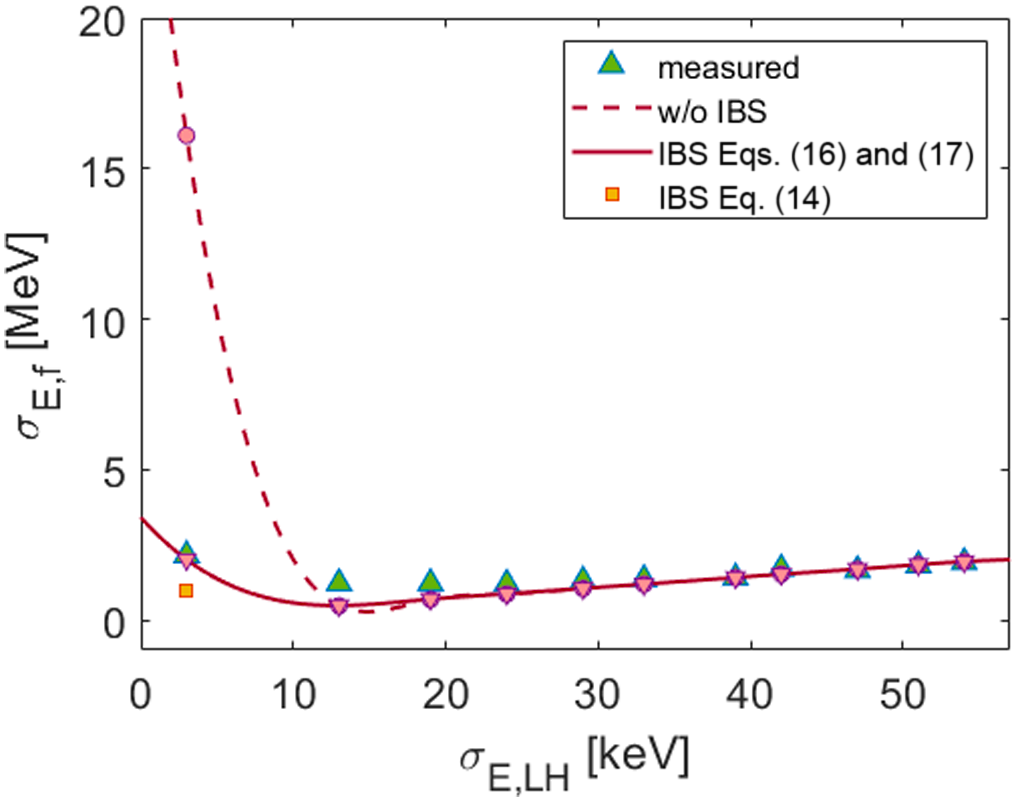 20
15
10
5
0
σE,f [MeV]
measured
w/o IBS
IBS Eqs. (16) and (17)
IBS Eq. (14)
0 10 20 30 40 50
σE,LH [keV]